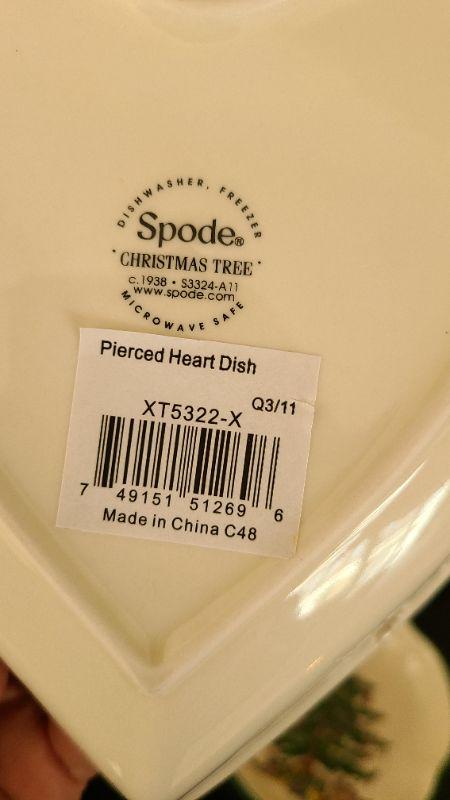 DISHWASHER, FREEZER
Spode®
· CHRISTMAS TREE ·
c.1938 · S3324-A11
www.spode.com
MICROWAVE SAFE
Pierced Heart Dish
Q3/11
XT5322-X
7 49151 51269 6
Made in China C48